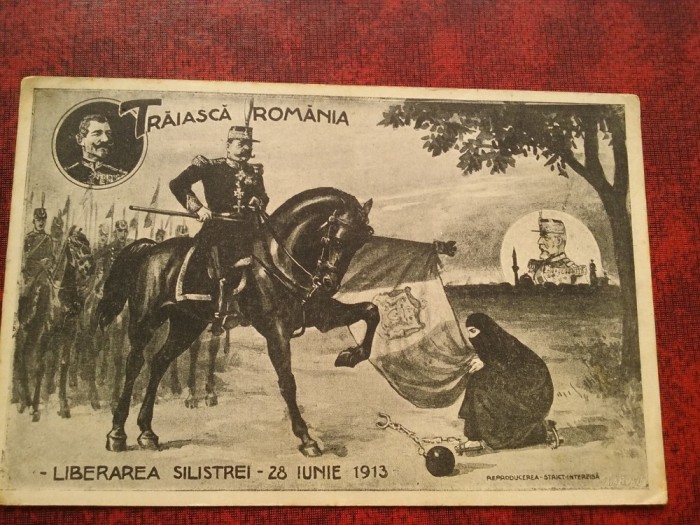 TRĂIASCĂ ROMÂNIA
- LIBERAREA SILISTREI - 28 IUNIE 1913 -
REPRODUCEREA - STRICT-INTERZISĂ